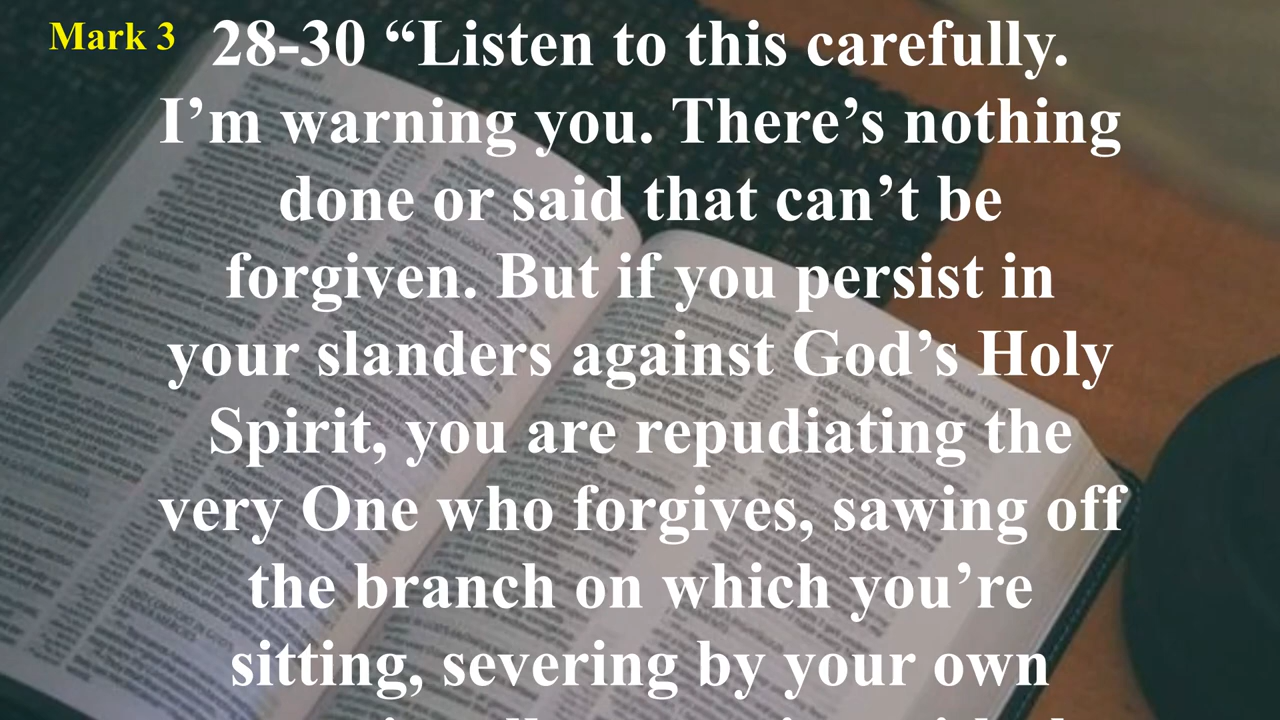 Mark 3
28-30 “Listen to this carefully.
I’m warning you. There’s nothing
done or said that can’t be
forgiven. But if you persist in
your slanders against God’s Holy
Spirit, you are repudiating the
very One who forgives, sawing off
the branch on which you’re
sitting, severing by your own